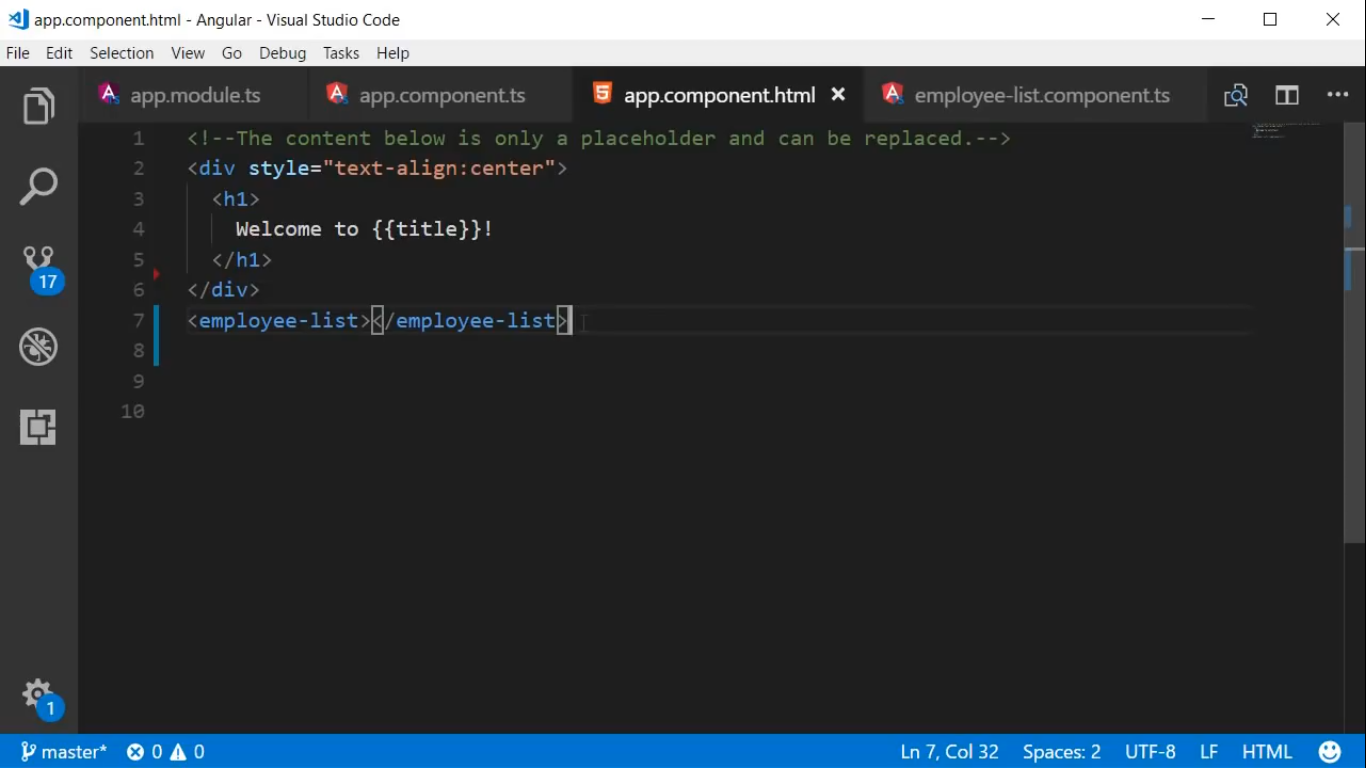 app.component.html - Angular - Visual Studio Code
File Edit Selection View Go Debug Tasks Help
app.module.ts app.component.ts app.component.html employee-list.component.ts
1 <!--The content below is only a placeholder and can be replaced.-->
2 <div style="text-align:center">
3 <h1>
4 Welcome to {{title}}!
5 </h1>
6 </div>
7 <employee-list></employee-list>
8
9
10
17
1
master* 0 0 Ln 7, Col 32 Spaces: 2 UTF-8 LF HTML